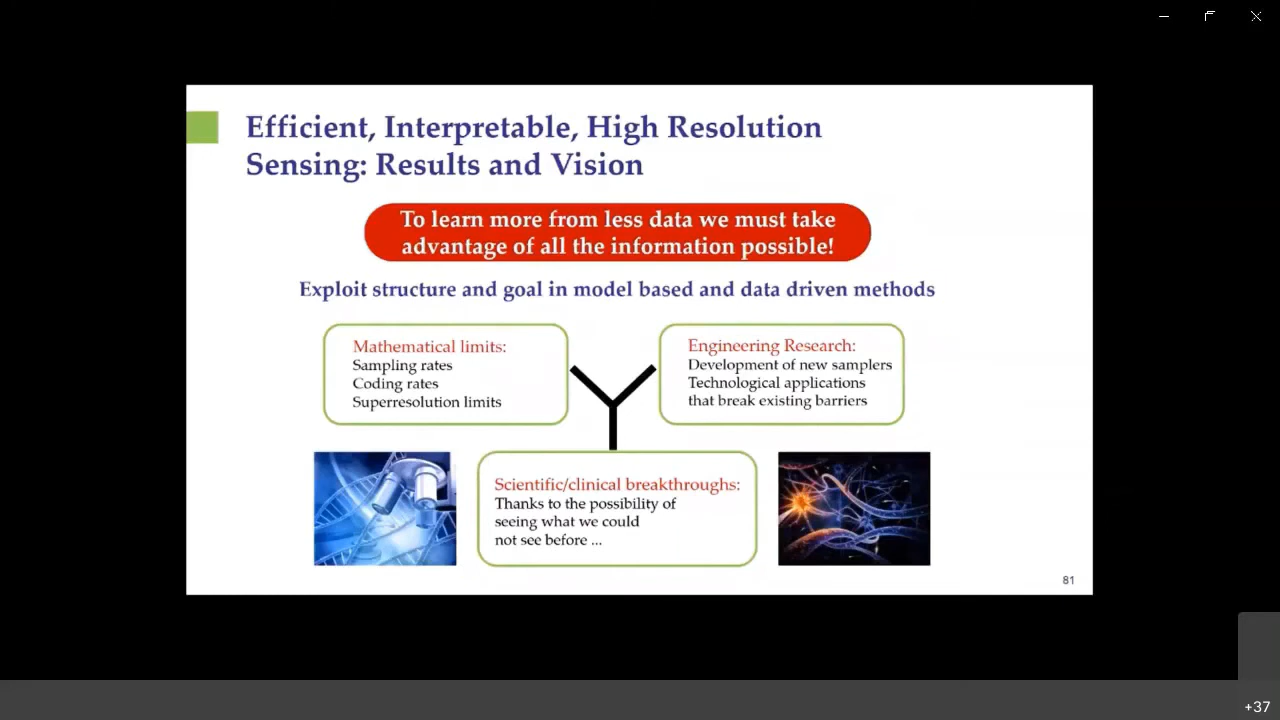 Efficient, Interpretable, High Resolution
Sensing: Results and Vision
To learn more from less data we must take
advantage of all the information possible!
Exploit structure and goal in model based and data driven methods
Mathematical limits:
Sampling rates
Coding rates
Superresolution limits
Engineering Research:
Development of new samplers
Technological applications
that break existing barriers
Scientific/clinical breakthroughs:
Thanks to the possibility of
seeing what we could
not see before ...
81
+37